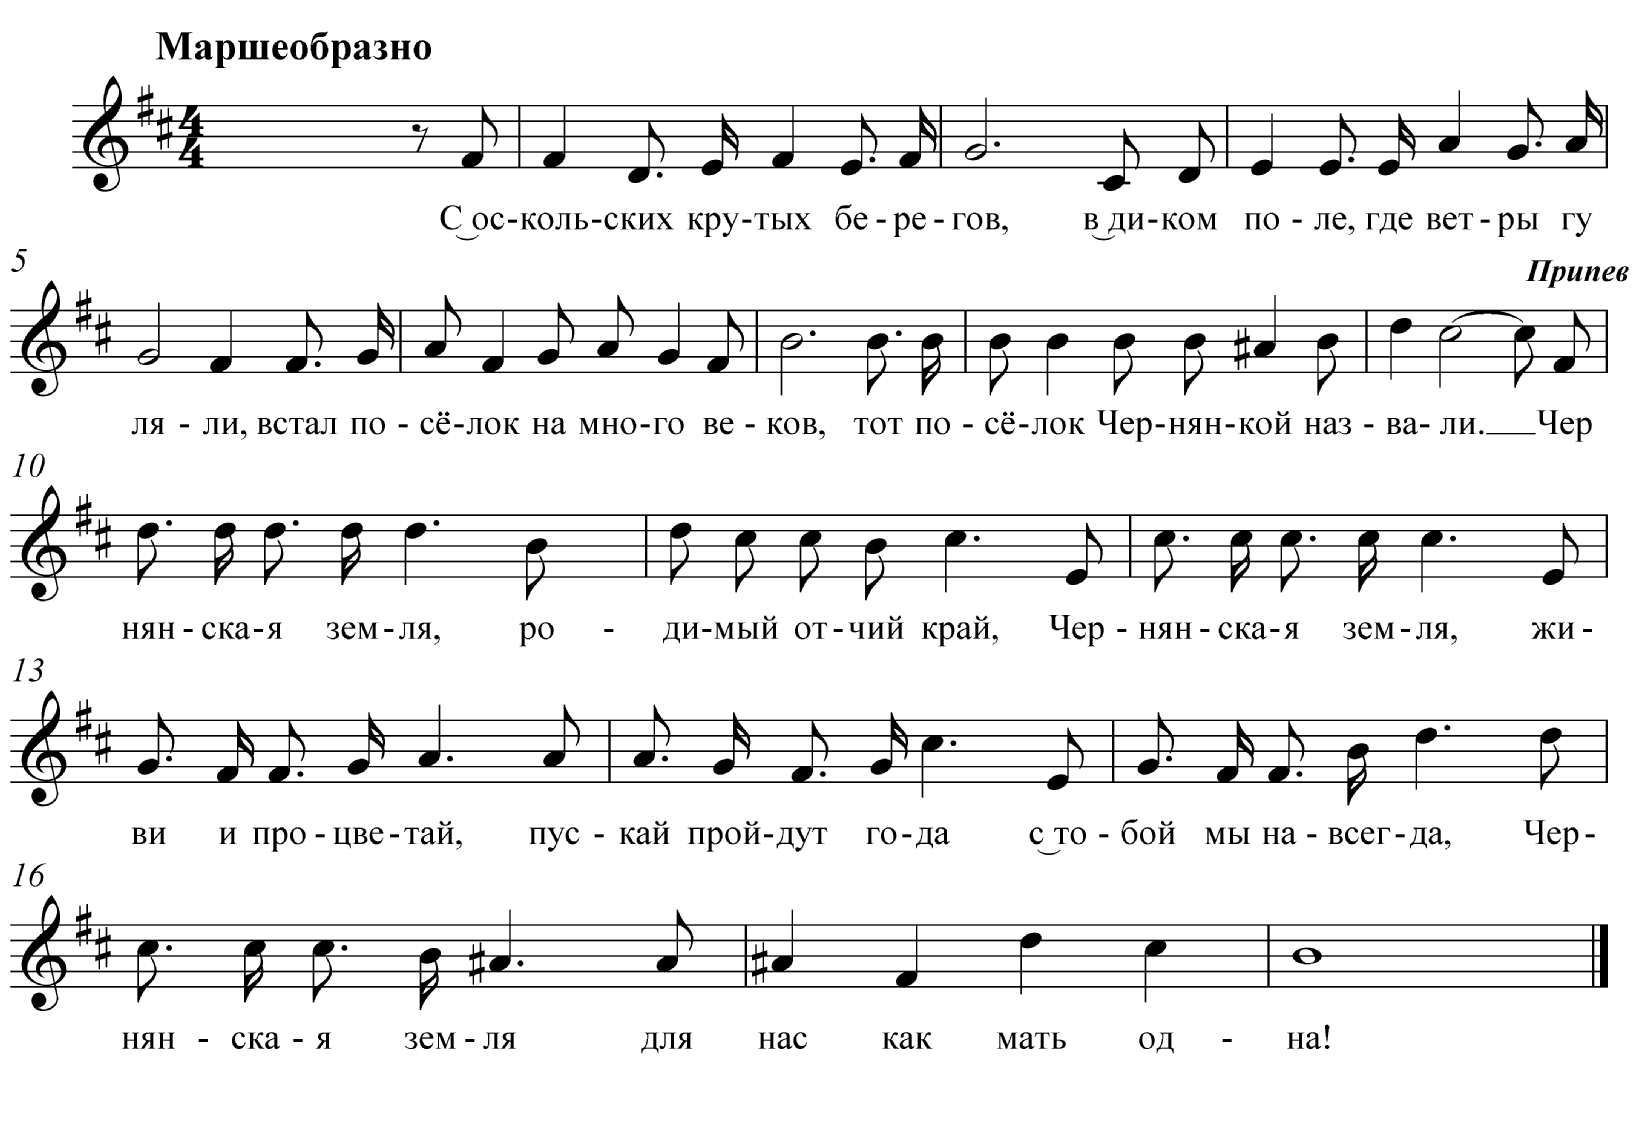 Маршеобразно
4
4
С ос-коль-ских кру-тых бе-ре-гов, в ди-ком по-ле, где вет-ры гу
5
Припев
ля-ли, встал по-сё-лок на мно-го ве-ков, тот по-сё-лок Чер-нян-кой наз-ва-ли. Чер
10
нян-ска-я зем-ля, ро-ди-мый от-чий край, Чер-нян-ска-я зем-ля, жи-
13
ви и про-цве-тай, пус-кай прой-дут го-да с то-бой мы на-всег-да, Чер-
16
нян-ска-я зем-ля для нас как мать од-на!